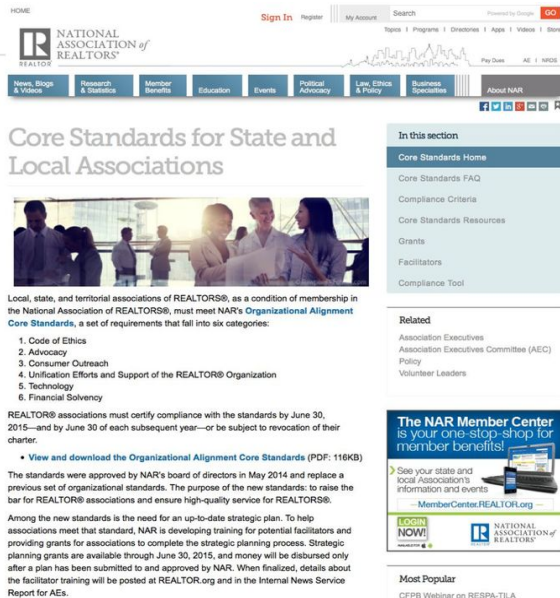 HOME
Sign In
Register
My Account
Search
Powered by Google
GO
Topics | Programs | Directories | Apps | Videos | Store
NATIONAL
ASSOCIATION of
REALTORS®
REALTOR
Pay Dues
AE | NRDS
News, Blogs
& Videos
Research
& Statistics
Member
Benefits
Education
Events
Political
Advocacy
Law, Ethics
& Policy
Business
Specialties
About NAR
Core Standards for State and
Local Associations
Local, state, and territorial associations of REALTORS®, as a condition of membership in
the National Association of REALTORS®, must meet NAR's Organizational Alignment
Core Standards, a set of requirements that fall into six categories:
1. Code of Ethics
2. Advocacy
3. Consumer Outreach
4. Unification Efforts and Support of the REALTOR® Organization
5. Technology
6. Financial Solvency
REALTOR® associations must certify compliance with the standards by June 30,
2015—and by June 30 of each subsequent year—or be subject to revocation of their
charter.
• View and download the Organizational Alignment Core Standards (PDF: 116KB)
The standards were approved by NAR's board of directors in May 2014 and replace a
previous set of organizational standards. The purpose of the new standards: to raise the
bar for REALTOR® associations and ensure high-quality service for REALTORS®.
Among the new standards is the need for an up-to-date strategic plan. To help
associations meet that standard, NAR is developing training for potential facilitators and
providing grants for associations to complete the strategic planning process. Strategic
planning grants are available through June 30, 2015, and money will be disbursed only
after a plan has been submitted to and approved by NAR. When finalized, details about
the facilitator training will be posted at REALTOR.org and in the Internal News Service
Report for AEs.
In this section
Core Standards Home
Core Standards FAQ
Compliance Criteria
Core Standards Resources
Grants
Facilitators
Compliance Tool
Related
Association Executives
Association Executives Committee (AEC)
Policy
Volunteer Leaders
The NAR Member Center
is your one-stop-shop for
member benefits!
See your state and
local Association's
information and events
MemberCenter.REALTOR.org
LOGIN
NOW!
NATIONAL
ASSOCIATION of
REALTORS®
Most Popular
CFPB Webinar on RESPA-TILA